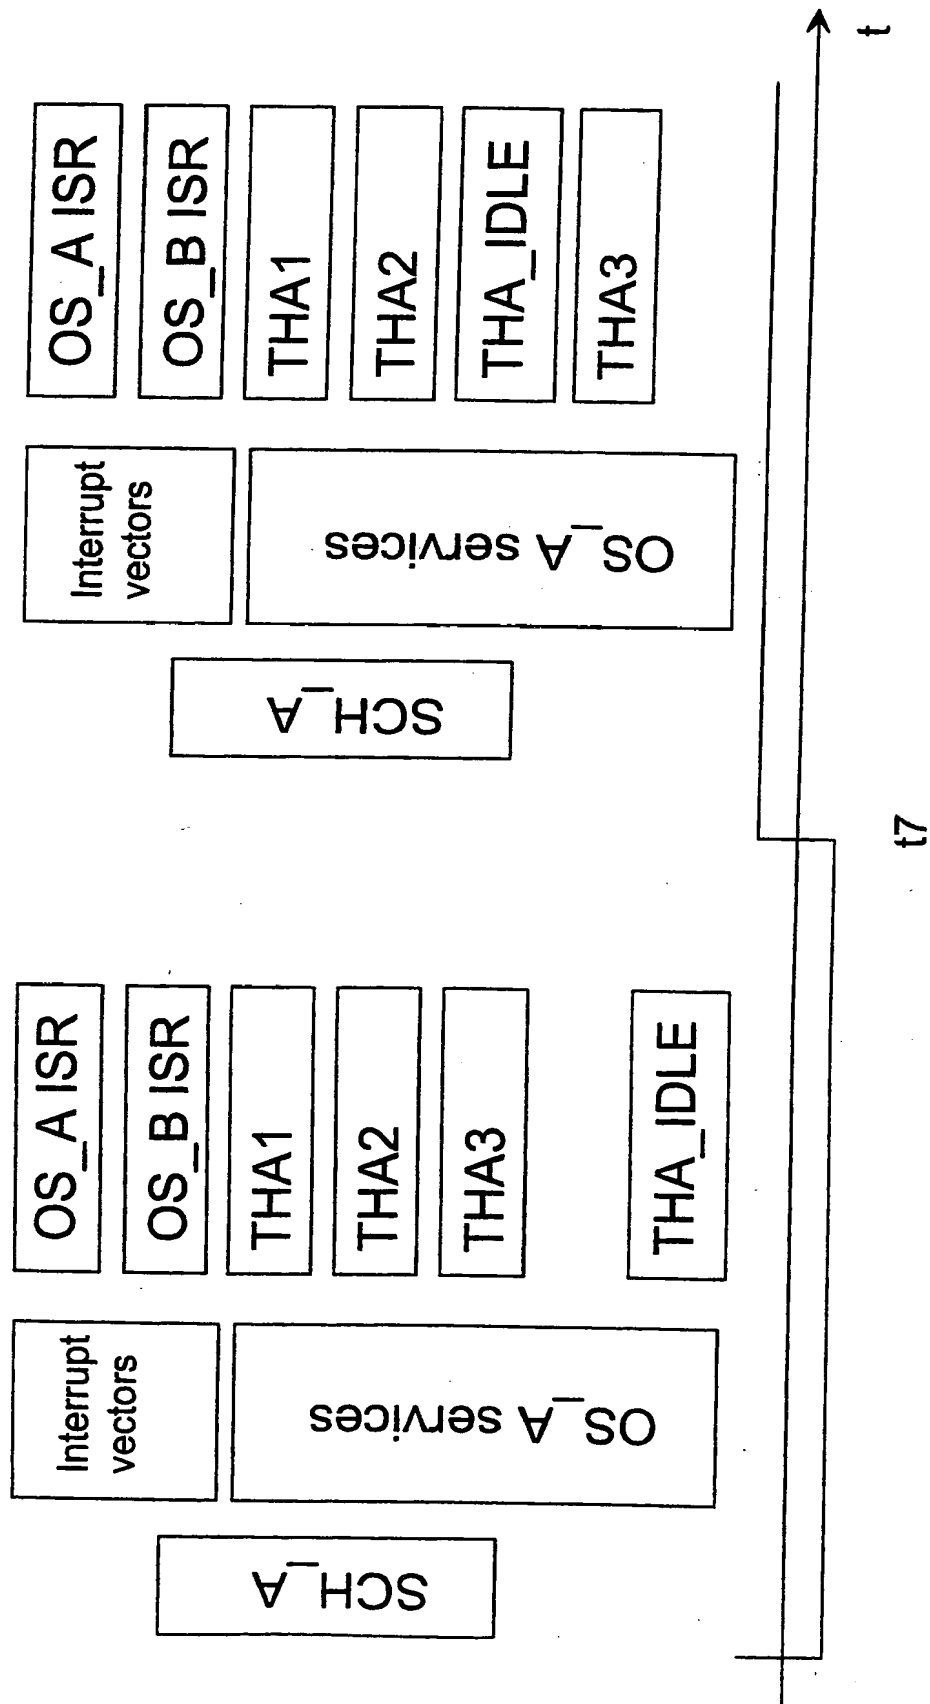 SCH_A
Interrupt
vectors
OS_A services
OS_A ISR
OS_B ISR
THA1
THA2
THA3
THA_IDLE
SCH_A
Interrupt
vectors
OS_A services
OS_A ISR
OS_B ISR
THA1
THA2
THA_IDLE
THA3
t7
t